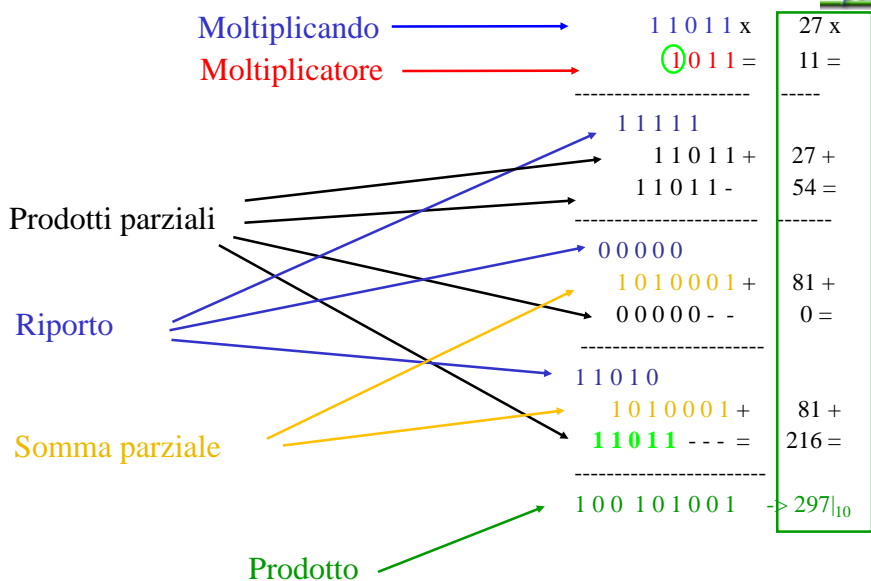 Moltiplicando 1 1 0 1 1 x 27 x
Moltiplicatore 1 0 1 1 = 11 =
---------------------- -----
1 1 1 1 1
1 1 0 1 1 + 27 +
Prodotti parziali 1 1 0 1 1 - 54 =
----------------------- -------
0 0 0 0 0
1 0 1 0 0 0 1 + 81 +
Riporto 0 0 0 0 0 - - 0 =
-----------------------
1 1 0 1 0
1 0 1 0 0 0 1 + 81 +
Somma parziale 1 1 0 1 1 - - - = 216 =
------------------------
1 0 0 1 0 1 0 0 1 -> 297|10
Prodotto